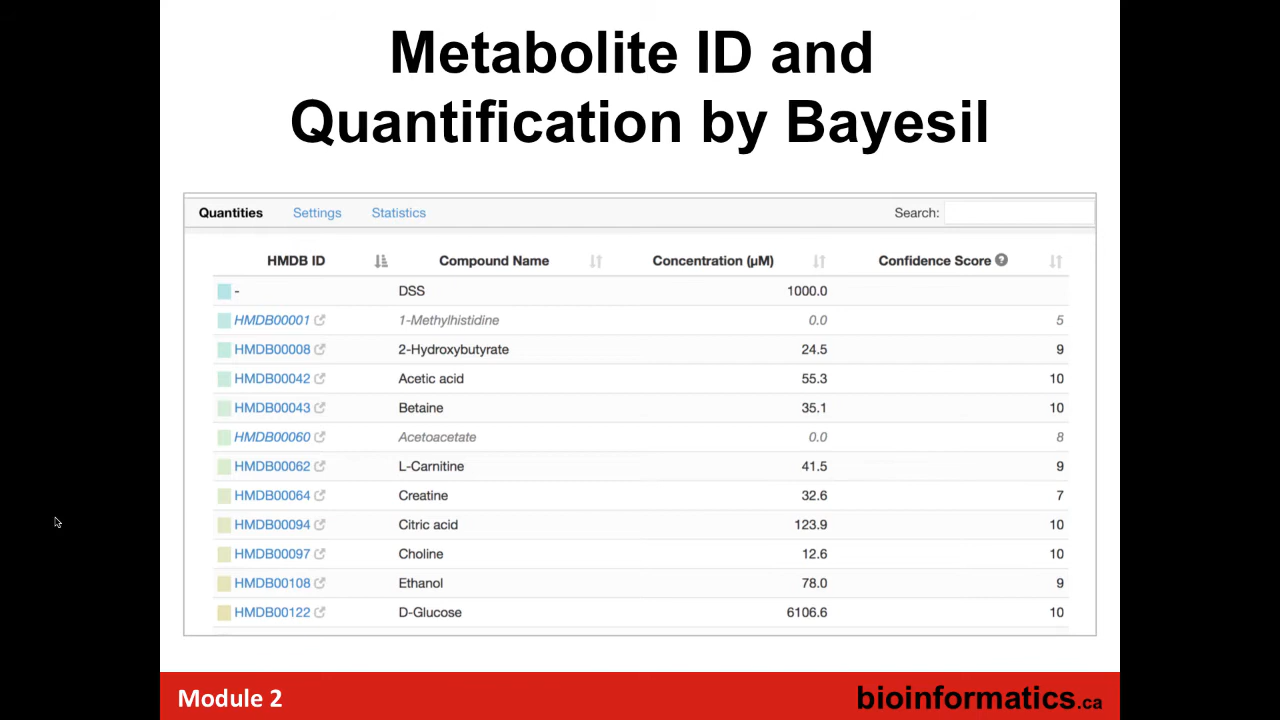 Metabolite ID and
Quantification by Bayesil
Quantities Settings Statistics Search:
HMDB ID Compound Name Concentration (µM) Confidence Score ?
- DSS 1000.0
HMDB00001 1-Methylhistidine 0.0 5
HMDB00008 2-Hydroxybutyrate 24.5 9
HMDB00042 Acetic acid 55.3 10
HMDB00043 Betaine 35.1 10
HMDB00060 Acetoacetate 0.0 8
HMDB00062 L-Carnitine 41.5 9
HMDB00064 Creatine 32.6 7
HMDB00094 Citric acid 123.9 10
HMDB00097 Choline 12.6 10
HMDB00108 Ethanol 78.0 9
HMDB00122 D-Glucose 6106.6 10
Module 2 bioinformatics.ca